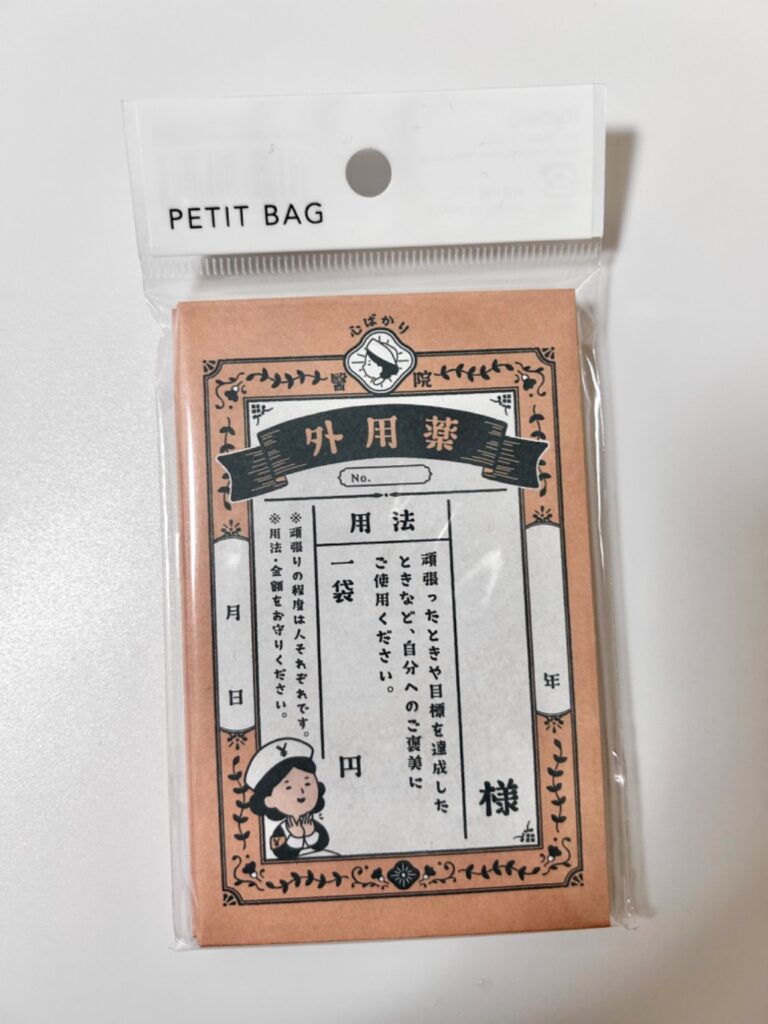 PETIT BAG
心ばかり
醫院
外用薬
No.
年
様
用法
頑張ったときや目標を達成した
ときなど、自分へのご褒美に
ご使用ください。
一袋 円
※頑張りの程度は人それぞれです。
※用法・金額をお守りください。
月 日
¥